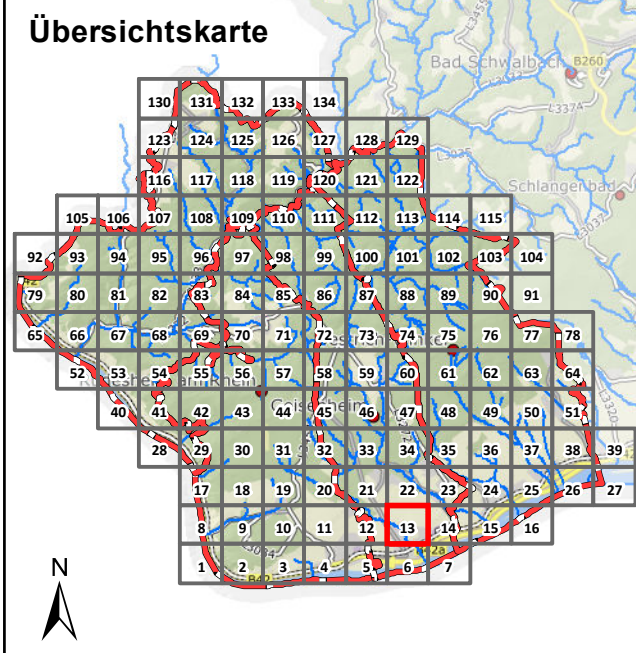 Übersichtskarte
Bad Schwalbach B260
L3374
130 131 132 133 134
123 124 125 126 127 128 129
L3035
116 117 118 119 120 121 122
Schlangenbad
105 106 107 108 109 110 111 112 113 114 115
L3037
92 93 94 95 96 97 98 99 100 101 102 103 104
79 80 81 82 83 84 85 86 87 88 89 90 91
65 66 67 68 69 70 71 72 73 74 75 76 77 78
52 53 54 55 56 57 58 59 60 61 62 63 64
40 41 42 43 44 45 46 47 48 49 50 51
L3320
28 29 30 31 32 33 34 35 36 37 38 39
17 18 19 20 21 22 23 24 25 26 27
8 9 10 11 12 13 14 15 16
L3034
B42a
1 2 3 4 5 6 7
B42
N